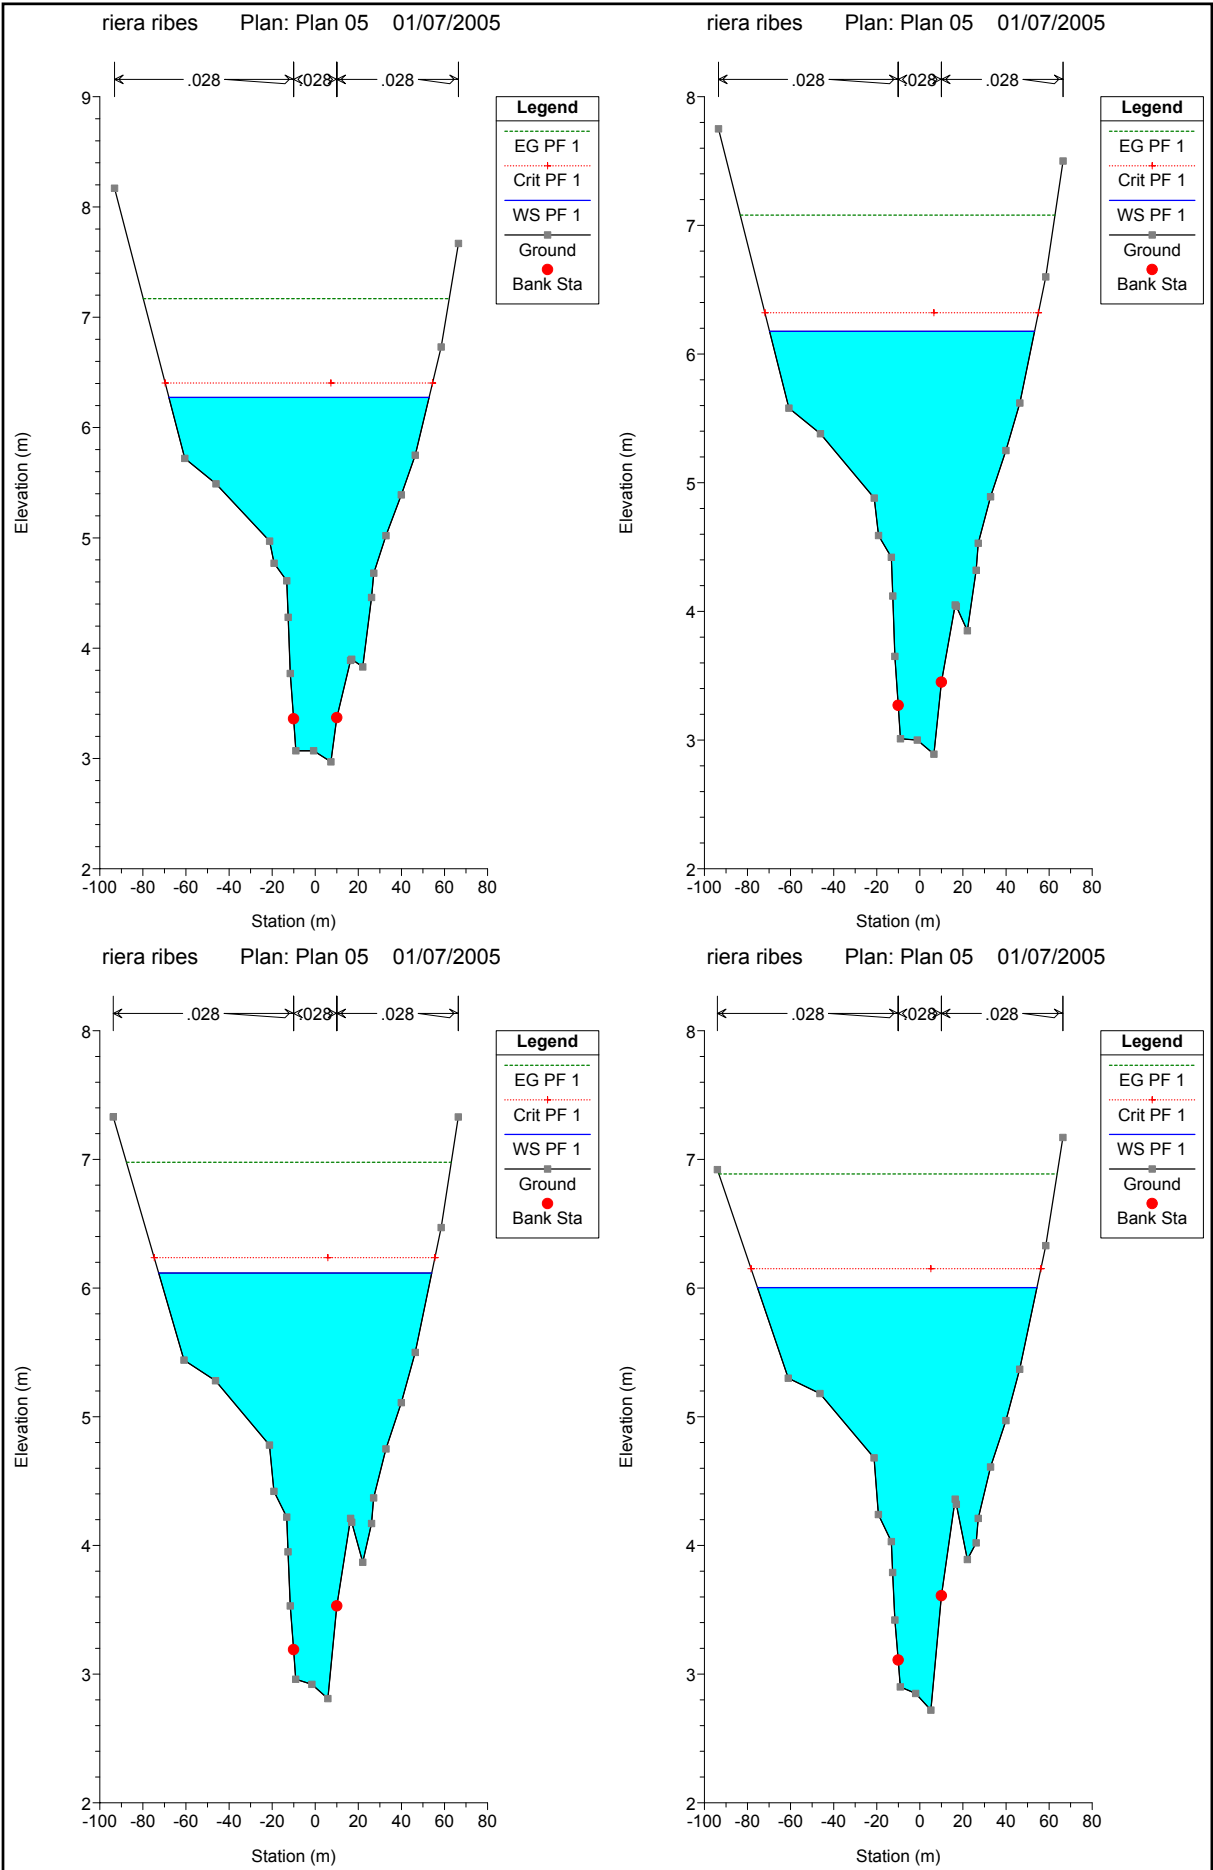 riera ribes Plan: Plan 05 01/07/2005
.028 .028 .028
Legend
EG PF 1
Crit PF 1
WS PF 1
Ground
Bank Sta
9
8
7
6
5
4
3
2
Elevation (m)
-100 -80 -60 -40 -20 0 20 40 60 80
Station (m)
riera ribes Plan: Plan 05 01/07/2005
.028 .028 .028
Legend
EG PF 1
Crit PF 1
WS PF 1
Ground
Bank Sta
8
7
6
5
4
3
2
Elevation (m)
-100 -80 -60 -40 -20 0 20 40 60 80
Station (m)
riera ribes Plan: Plan 05 01/07/2005
.028 .028 .028
Legend
EG PF 1
Crit PF 1
WS PF 1
Ground
Bank Sta
8
7
6
5
4
3
2
Elevation (m)
-100 -80 -60 -40 -20 0 20 40 60 80
Station (m)
riera ribes Plan: Plan 05 01/07/2005
.028 .028 .028
Legend
EG PF 1
Crit PF 1
WS PF 1
Ground
Bank Sta
8
7
6
5
4
3
2
Elevation (m)
-100 -80 -60 -40 -20 0 20 40 60 80
Station (m)